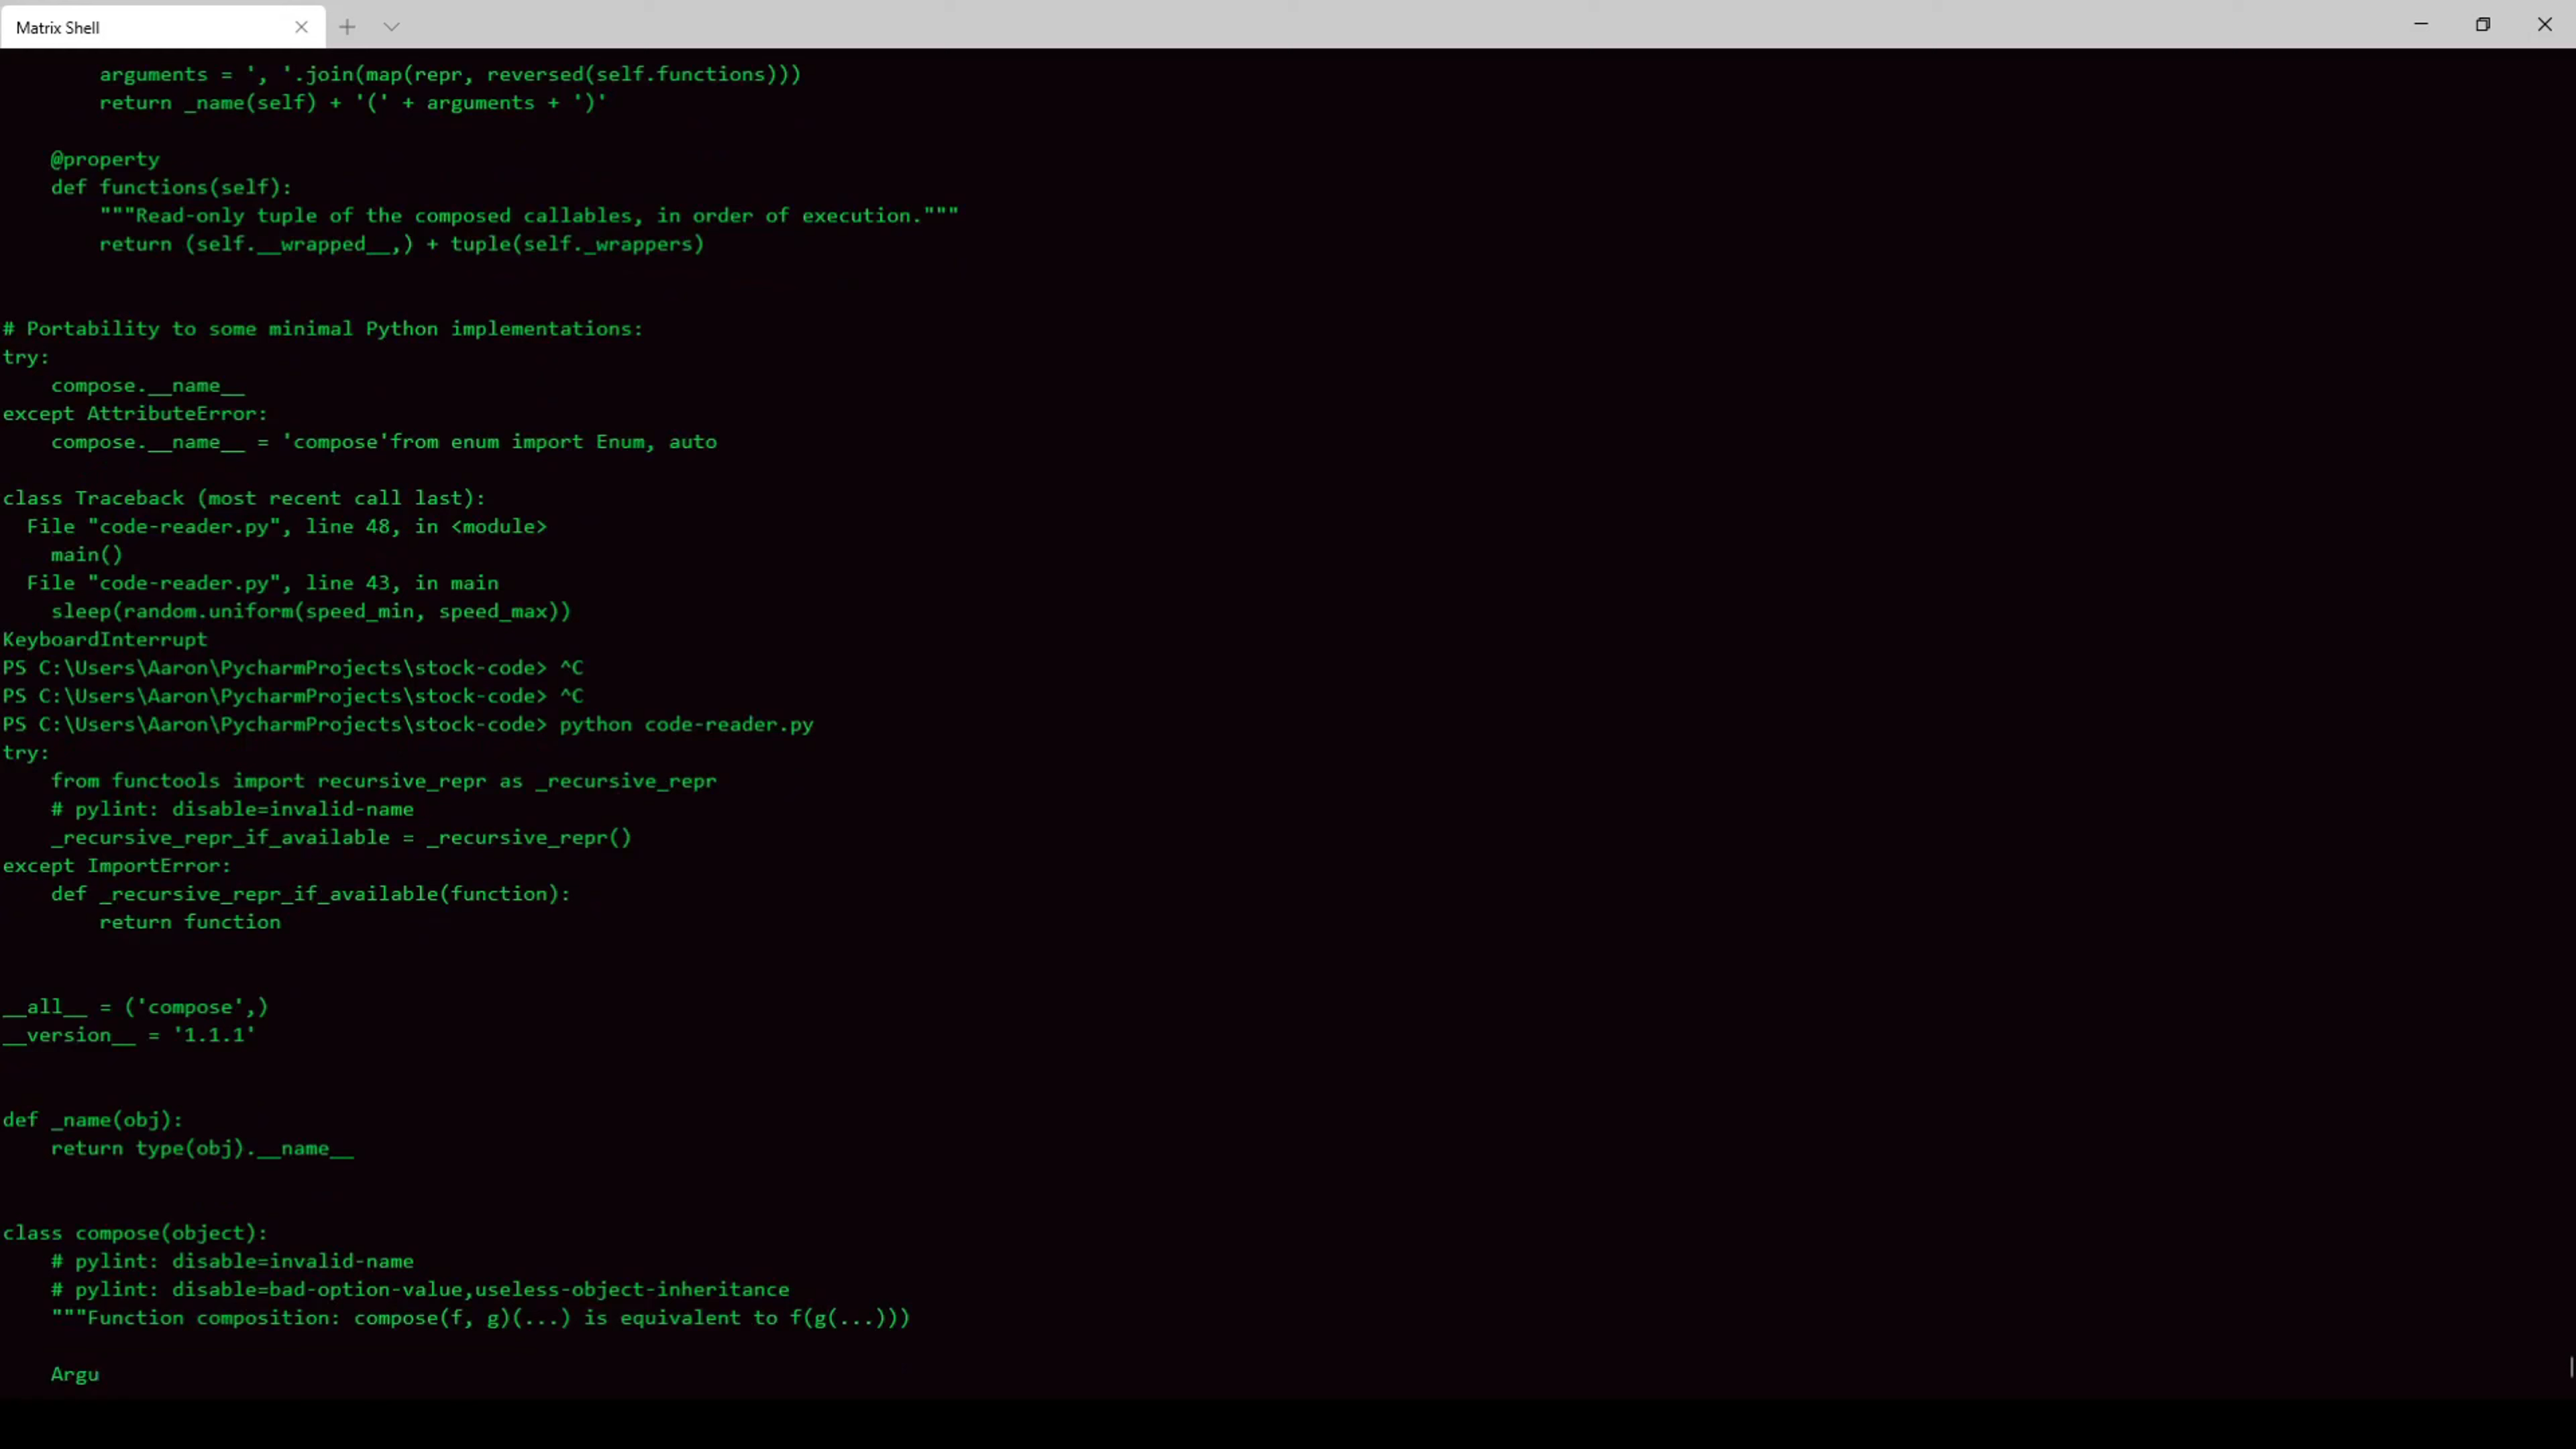 Matrix Shell
        arguments = ', '.join(map(repr, reversed(self.functions)))
        return _name(self) + '(' + arguments + ')'

    @property
    def functions(self):
        """Read-only tuple of the composed callables, in order of execution."""
        return (self.__wrapped__,) + tuple(self._wrappers)


# Portability to some minimal Python implementations:
try:
    compose.__name__
except AttributeError:
    compose.__name__ = 'compose'from enum import Enum, auto

class Traceback (most recent call last):
  File "code-reader.py", line 48, in <module>
    main()
  File "code-reader.py", line 43, in main
    sleep(random.uniform(speed_min, speed_max))
KeyboardInterrupt
PS C:\Users\Aaron\PycharmProjects\stock-code> ^C
PS C:\Users\Aaron\PycharmProjects\stock-code> ^C
PS C:\Users\Aaron\PycharmProjects\stock-code> python code-reader.py
try:
    from functools import recursive_repr as _recursive_repr
    # pylint: disable=invalid-name
    _recursive_repr_if_available = _recursive_repr()
except ImportError:
    def _recursive_repr_if_available(function):
        return function


__all__ = ('compose',)
__version__ = '1.1.1'


def _name(obj):
    return type(obj).__name__


class compose(object):
    # pylint: disable=invalid-name
    # pylint: disable=bad-option-value,useless-object-inheritance
    """Function composition: compose(f, g)(...) is equivalent to f(g(...)))

    Argu